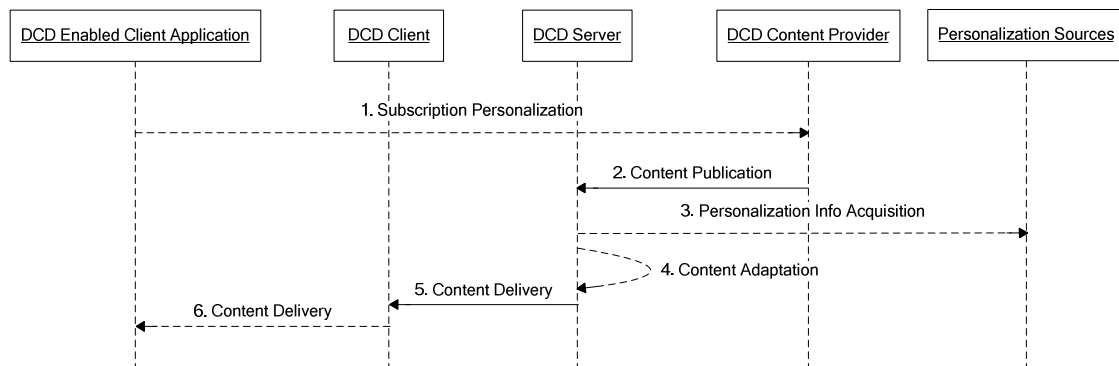 DCD Enabled Client Application
DCD Client
DCD Server
DCD Content Provider
Personalization Sources
1. Subscription Personalization
2. Content Publication
3. Personalization Info Acquisition
4. Content Adaptation
5. Content Delivery
6. Content Delivery